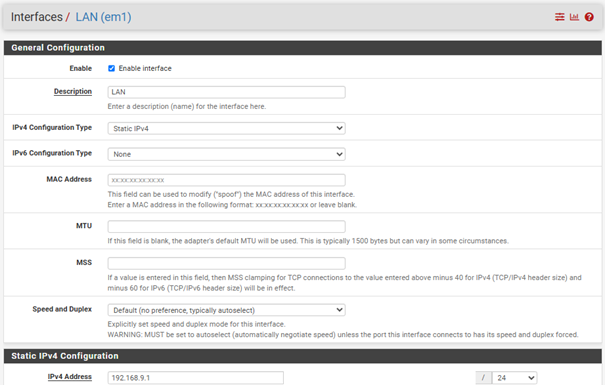 Interfaces / LAN (em1)
General Configuration
Enable
Enable interface
Description
LAN
Enter a description (name) for the interface here.
IPv4 Configuration Type
Static IPv4
IPv6 Configuration Type
None
MAC Address
xx:xx:xx:xx:xx:xx
This field can be used to modify ("spoof") the MAC address of this interface.
Enter a MAC address in the following format: xx:xx:xx:xx:xx:xx or leave blank.
MTU
If this field is blank, the adapter's default MTU will be used. This is typically 1500 bytes but can vary in some circumstances.
MSS
If a value is entered in this field, then MSS clamping for TCP connections to the value entered above minus 40 for IPv4 (TCP/IPv4 header size) and
minus 60 for IPv6 (TCP/IPv6 header size) will be in effect.
Speed and Duplex
Default (no preference, typically autoselect)
Explicitly set speed and duplex mode for this interface.
WARNING: MUST be set to autoselect (automatically negotiate speed) unless the port this interface connects to has its speed and duplex forced.
Static IPv4 Configuration
IPv4 Address
192.168.9.1
/ 24